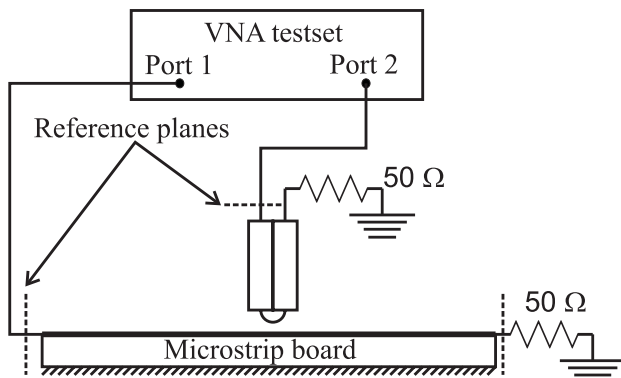 VNA testset
Port 1
Port 2
Reference planes
50 Ω
50 Ω
Microstrip board